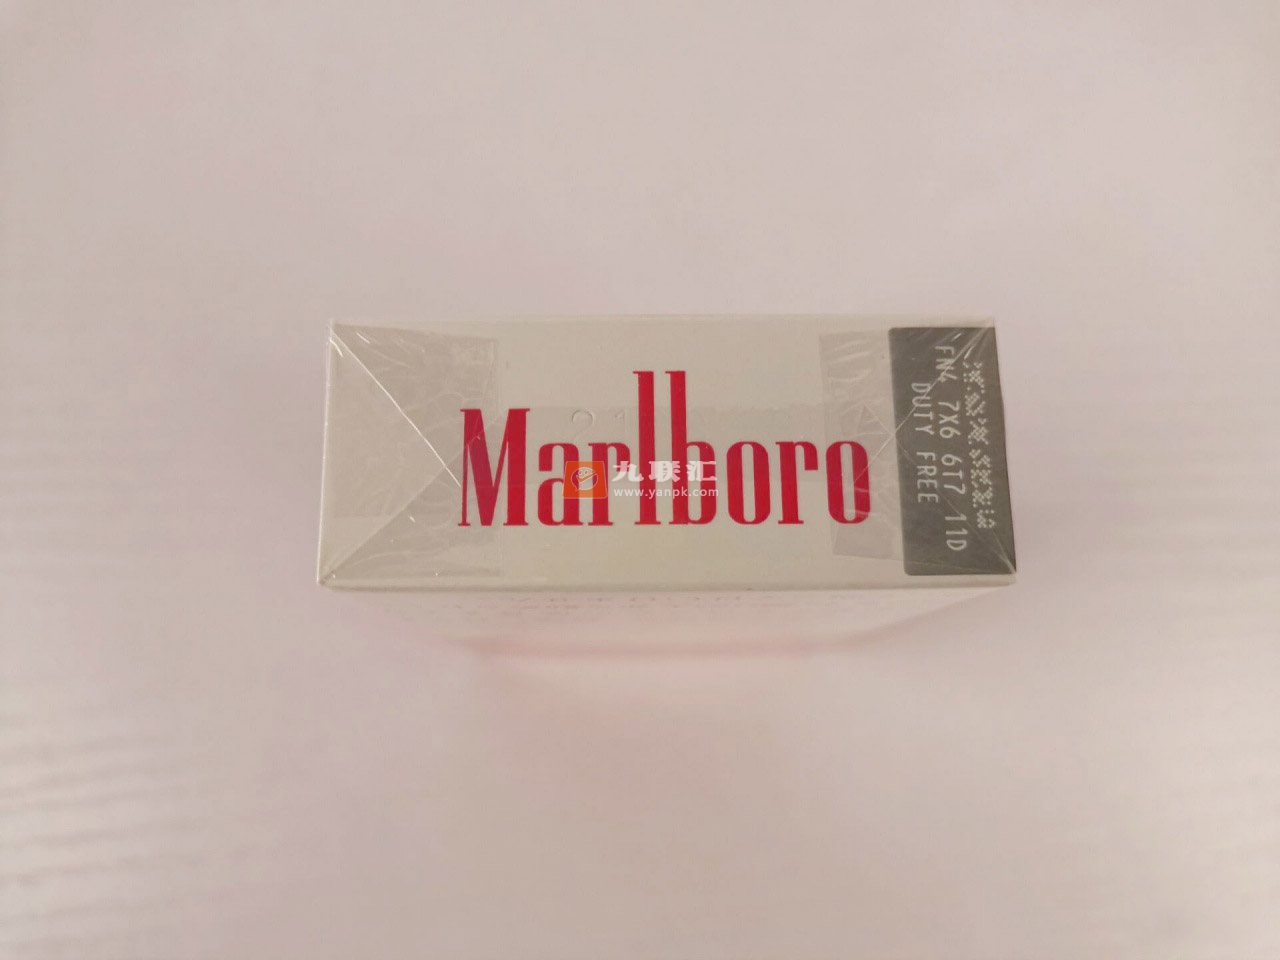 Marlboro
九联汇
www.yanpk.com
FN4 7X6 6T7 11D
DUTY FREE